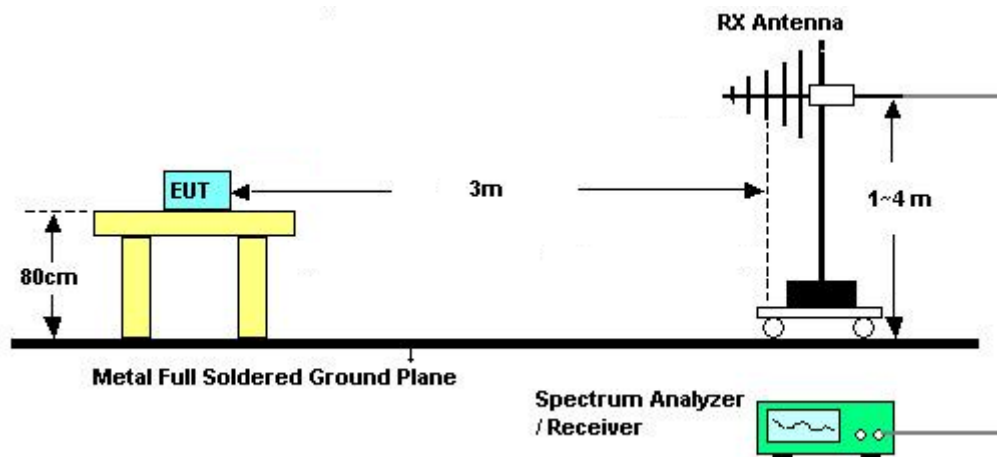 RX Antenna
EUT
3m
1~4 m
80cm
Metal Full Soldered Ground Plane
Spectrum Analyzer
/ Receiver